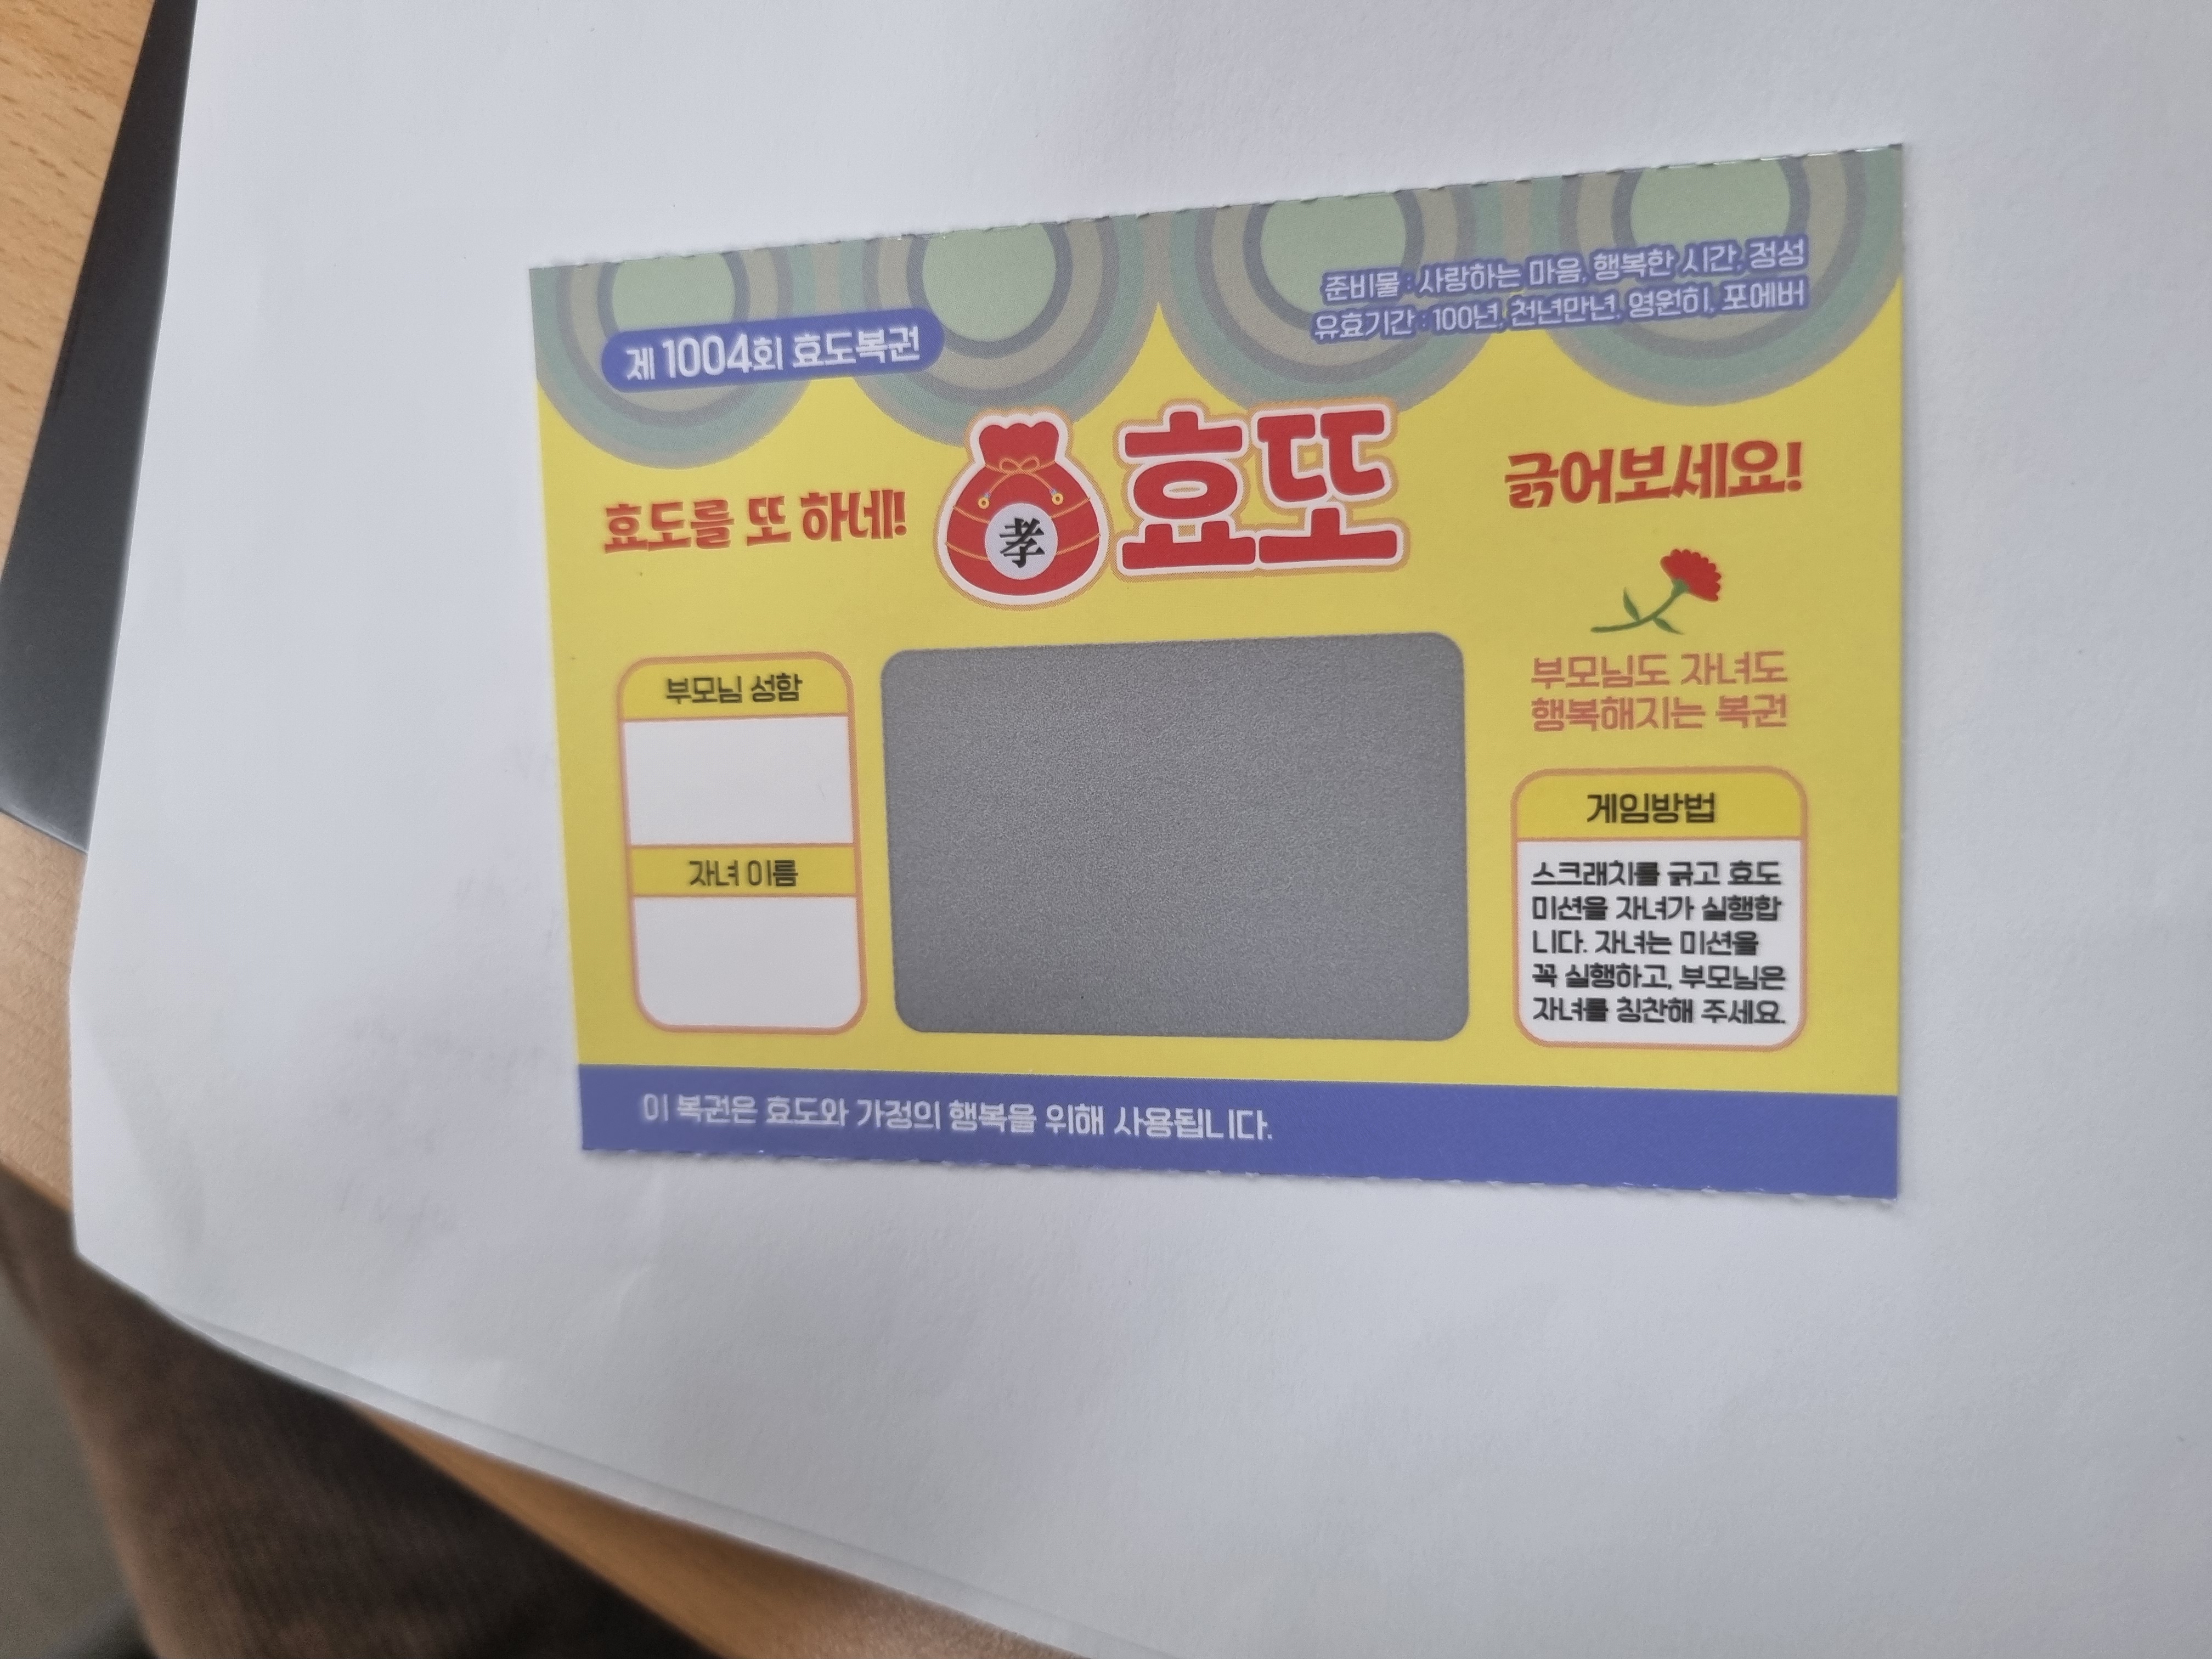 제 1004회 효도복권
준비물 : 사랑하는 마음, 행복한 시간, 정성
유효기간 : 100년, 천년만년, 영원히, 포에버
효도를 또 하네!
孝
효또
긁어보세요!
부모님 성함
자녀 이름
부모님도 자녀도
행복해지는 복권
게임방법
스크래치를 긁고 효도
미션을 자녀가 실행합
니다. 자녀는 미션을
꼭 실행하고, 부모님은
자녀를 칭찬해 주세요.
이 복권은 효도와 가정의 행복을 위해 사용됩니다.